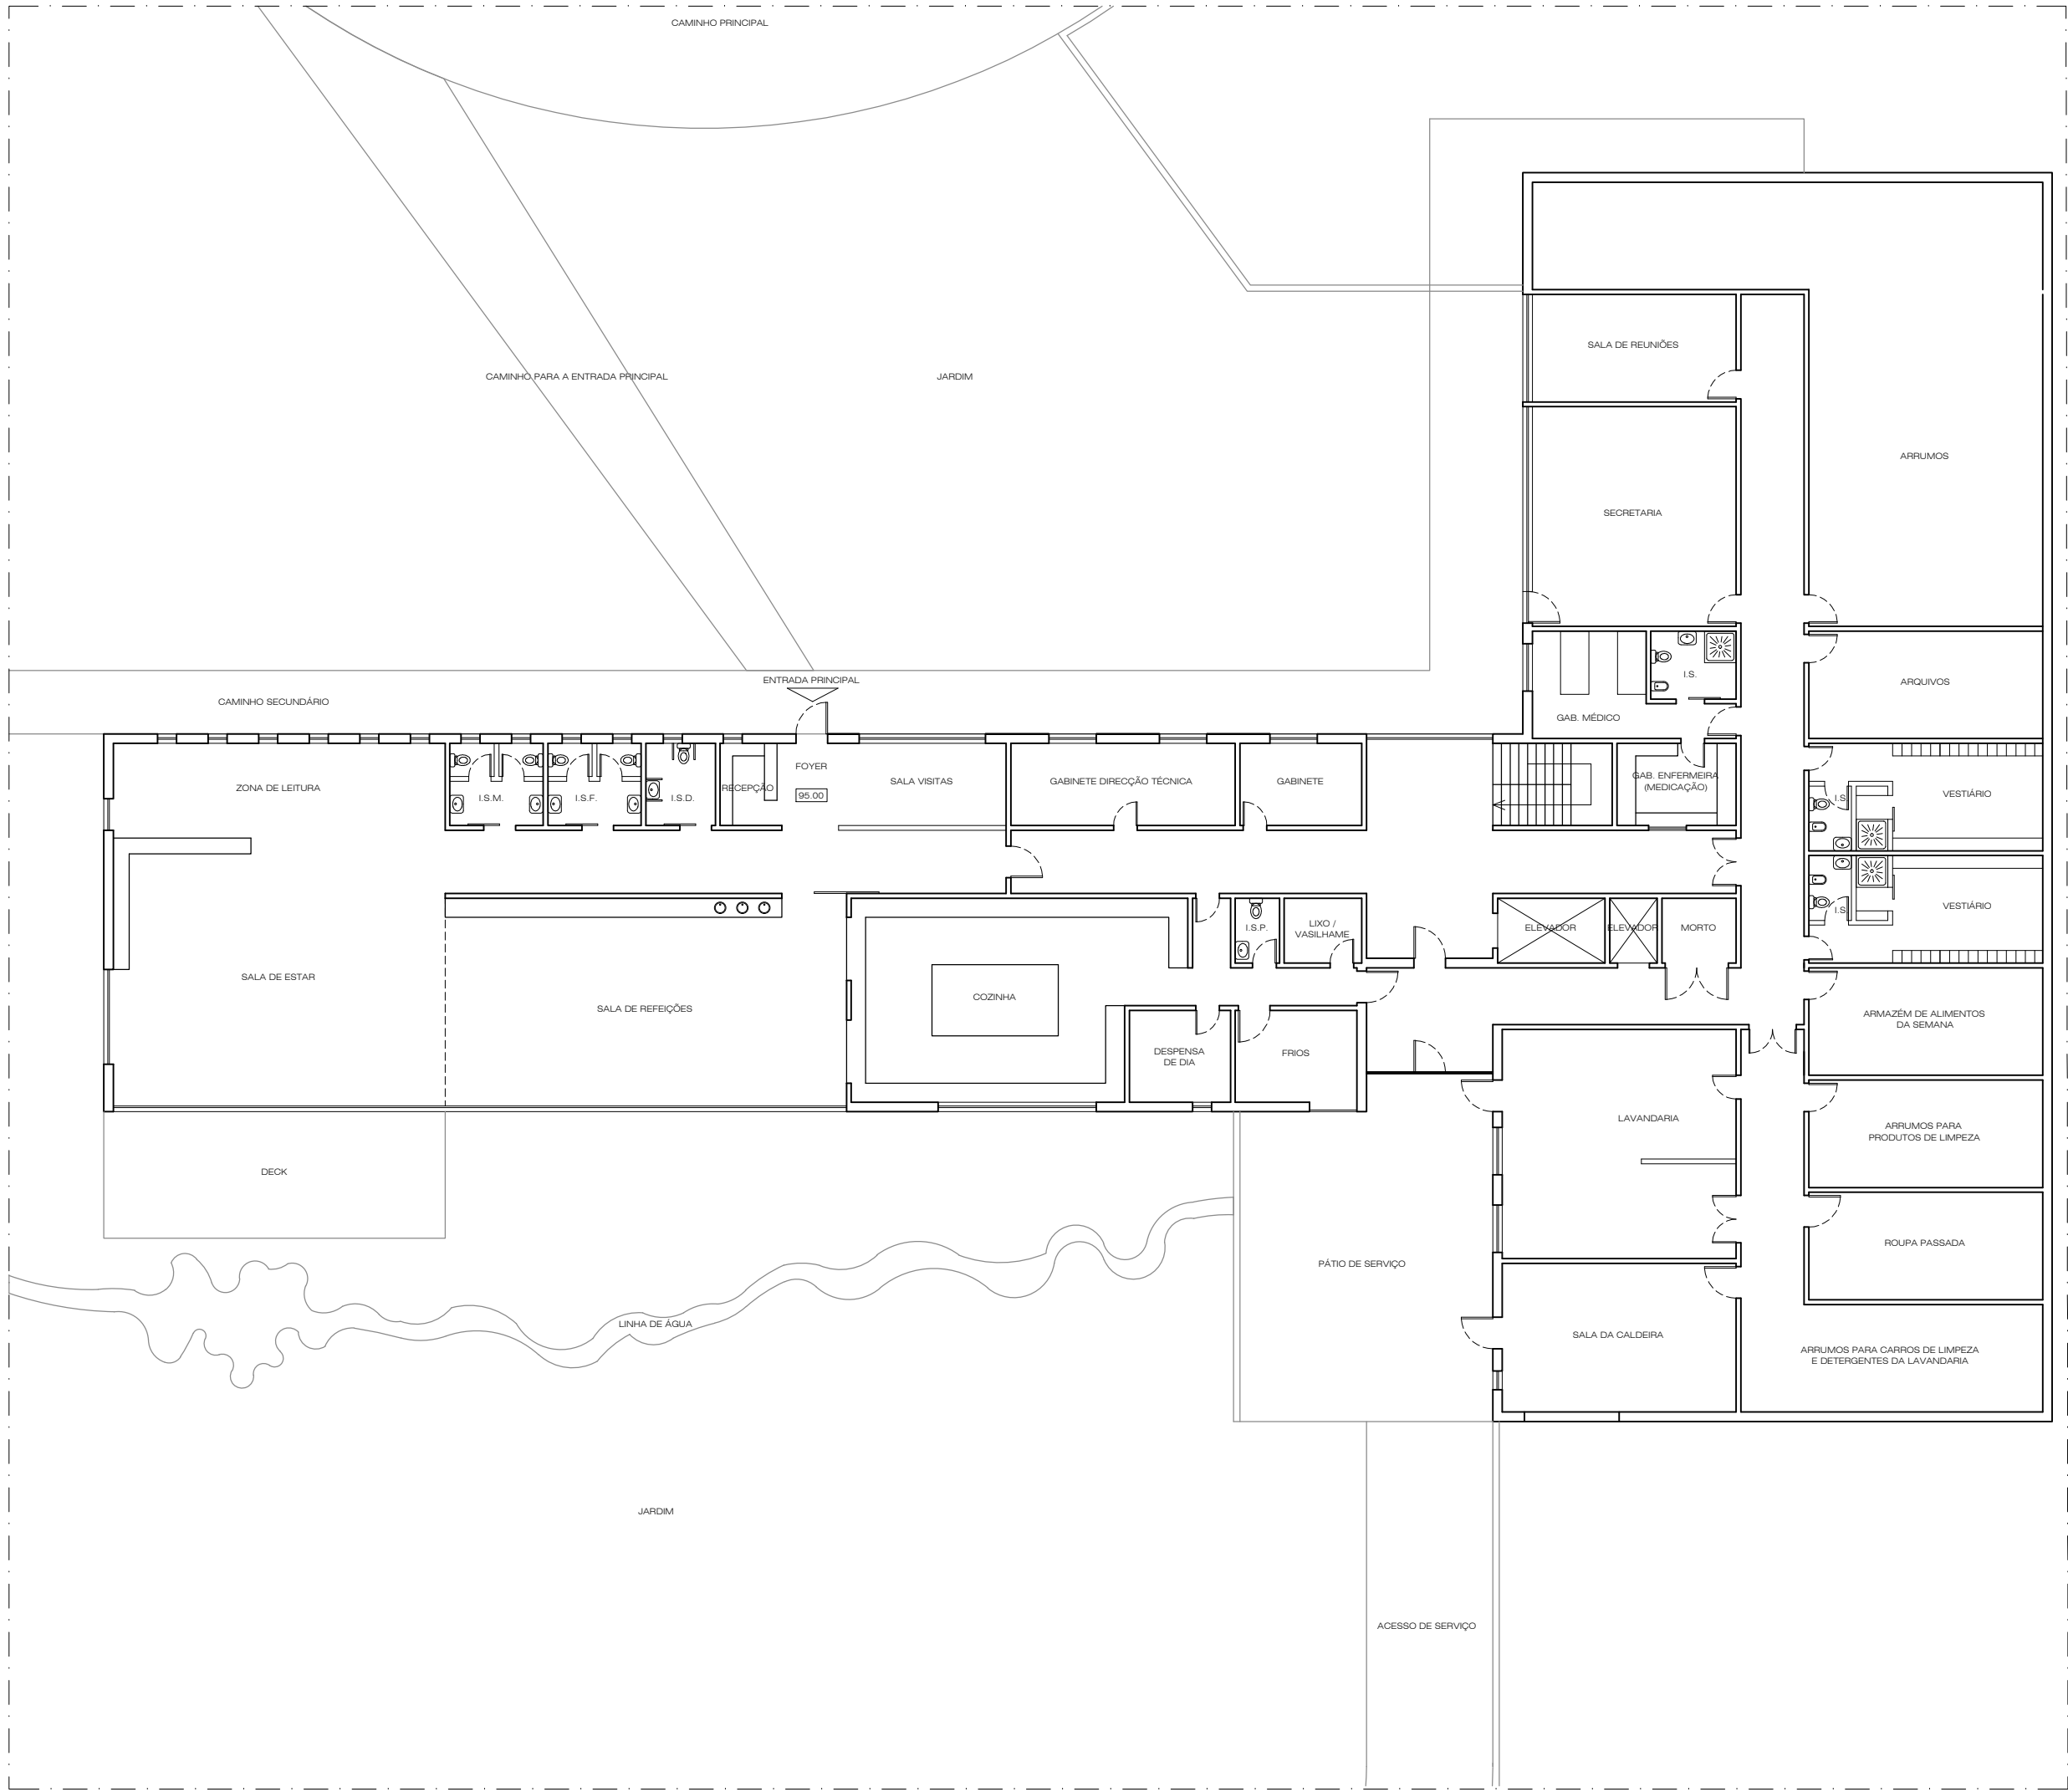 CAMINHO PRINCIPAL
SALA DE REUNIÕES
CAMINHO PARA A ENTRADA PRINCIPAL
JARDIM
ARRUMOS
SECRETARIA
I.S.
ENTRADA PRINCIPAL
ARQUIVOS
CAMINHO SECUNDÁRIO
GAB. MÉDICO
FOYER
ZONA DE LEITURA
I.S.M.
I.S.F.
I.S.D.
RECEPÇÃO
95.00
SALA VISITAS
GABINETE DIRECÇÃO TÉCNICA
GABINETE
GAB. ENFERMEIRA
(MEDICAÇÃO)
I.S.
VESTIÁRIO
I.S.
VESTIÁRIO
I.S.P.
LIXO /
VASILHAME
ELEVADOR
ELEVADOR
MORTO
SALA DE ESTAR
SALA DE REFEIÇÕES
COZINHA
ARMAZÉM DE ALIMENTOS
DA SEMANA
DESPENSA
DE DIA
FRIOS
LAVANDARIA
ARRUMOS PARA
PRODUTOS DE LIMPEZA
DECK
ROUPA PASSADA
PÁTIO DE SERVIÇO
LINHA DE ÁGUA
SALA DA CALDEIRA
ARRUMOS PARA CARROS DE LIMPEZA
E DETERGENTES DA LAVANDARIA
JARDIM
ACESSO DE SERVIÇO